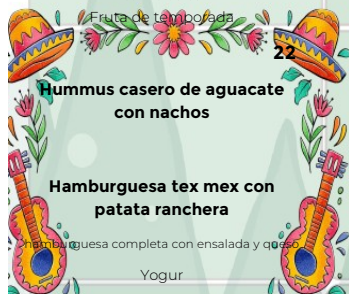 Fruta de temporada
22
Hummus casero de aguacate
con nachos
Hamburguesa tex mex con
patata ranchera
hamburguesa completa con ensalada y queso
Yogur